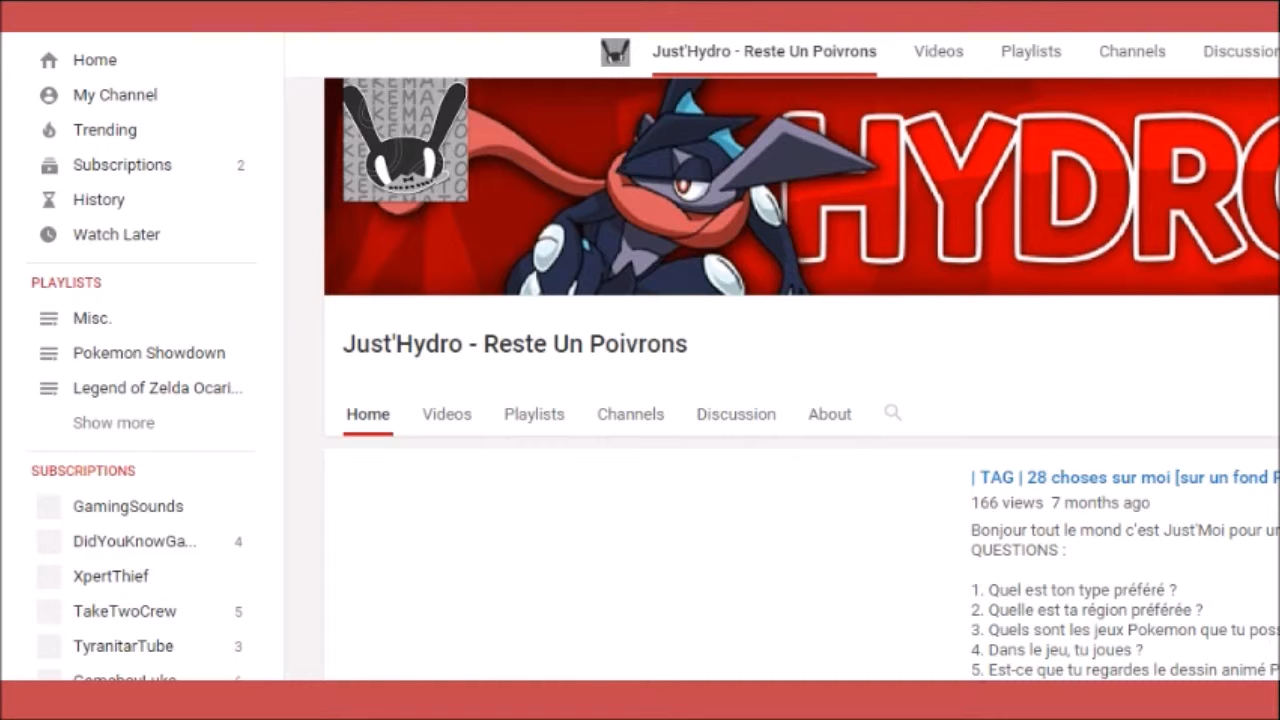 Home
My Channel
Trending
Subscriptions 2
History
Watch Later
PLAYLISTS
Misc.
Pokemon Showdown
Legend of Zelda Ocari...
Show more
SUBSCRIPTIONS
GamingSounds
DidYouKnowGa... 4
XpertThief
TakeTwoCrew 5
TyranitarTube 3
Just'Hydro - Reste Un Poivrons Videos Playlists Channels Discussion
HYDRO
Just'Hydro - Reste Un Poivrons
Home Videos Playlists Channels Discussion About
| TAG | 28 choses sur moi [sur un fond P
166 views 7 months ago
Bonjour tout le mond c'est Just'Moi pour un
QUESTIONS :
1. Quel est ton type préféré ?
2. Quelle est ta région préférée ?
3. Quels sont les jeux Pokemon que tu poss
4. Dans le jeu, tu joues ?
5. Est-ce que tu regardes le dessin animé P